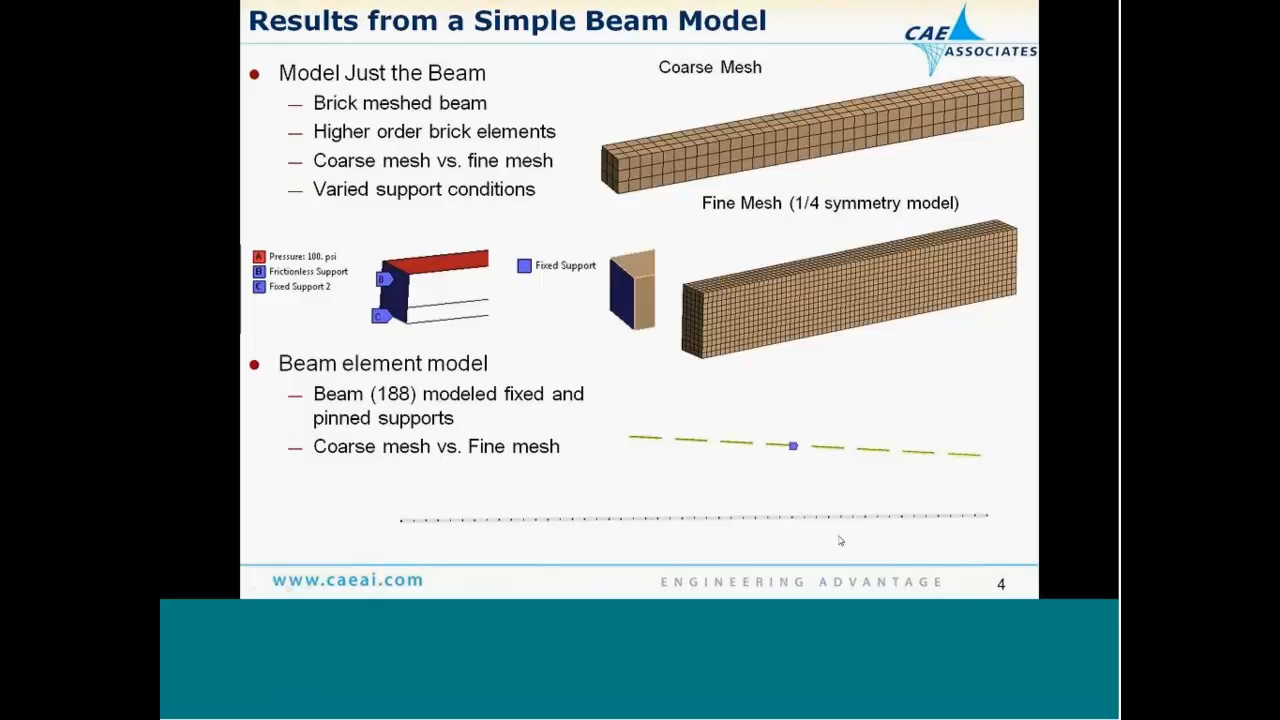 Results from a Simple Beam Model
CAE
ASSOCIATES
Model Just the Beam
Brick meshed beam
Higher order brick elements
Coarse mesh vs. fine mesh
Varied support conditions
Coarse Mesh
Fine Mesh (1/4 symmetry model)
A Pressure: 100. psi
B Frictionless Support
C Fixed Support 2
B
C
Fixed Support
Beam element model
Beam (188) modeled fixed and
pinned supports
Coarse mesh vs. Fine mesh
www.caeai.com
ENGINEERING ADVANTAGE
4